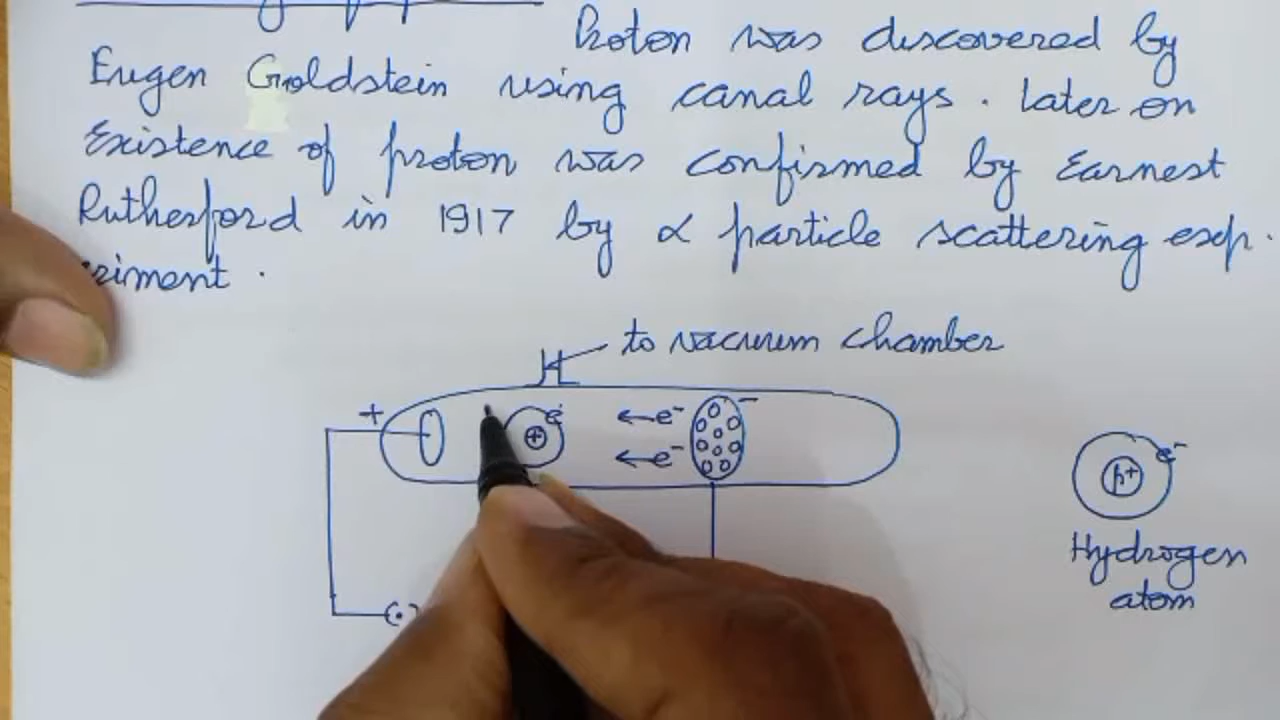 Proton was discovered by
Eugen Goldstein using canal rays. Later on
Existence of proton was confirmed by Earnest
Rutherford in 1917 by α particle scattering exp.
eriment.
to vacuum chamber
+ + e⁻ ←e⁻ -
←e⁻
e⁻
p⁺
Hydrogen
atom